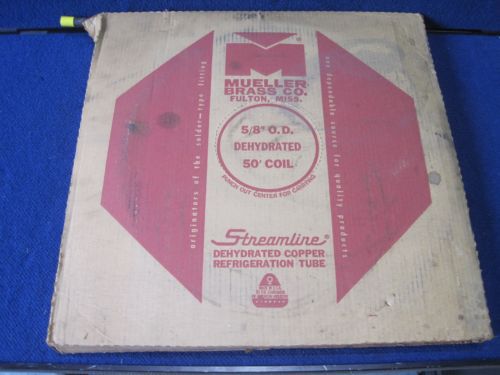 MUELLER
BRASS CO.
FULTON, MISS.
5/8" O.D.
DEHYDRATED
50' COIL
PUNCH OUT CENTER FOR CARRYING
originators of the solder-type fitting
one dependable source for quality products
Streamline®
DEHYDRATED COPPER
REFRIGERATION TUBE